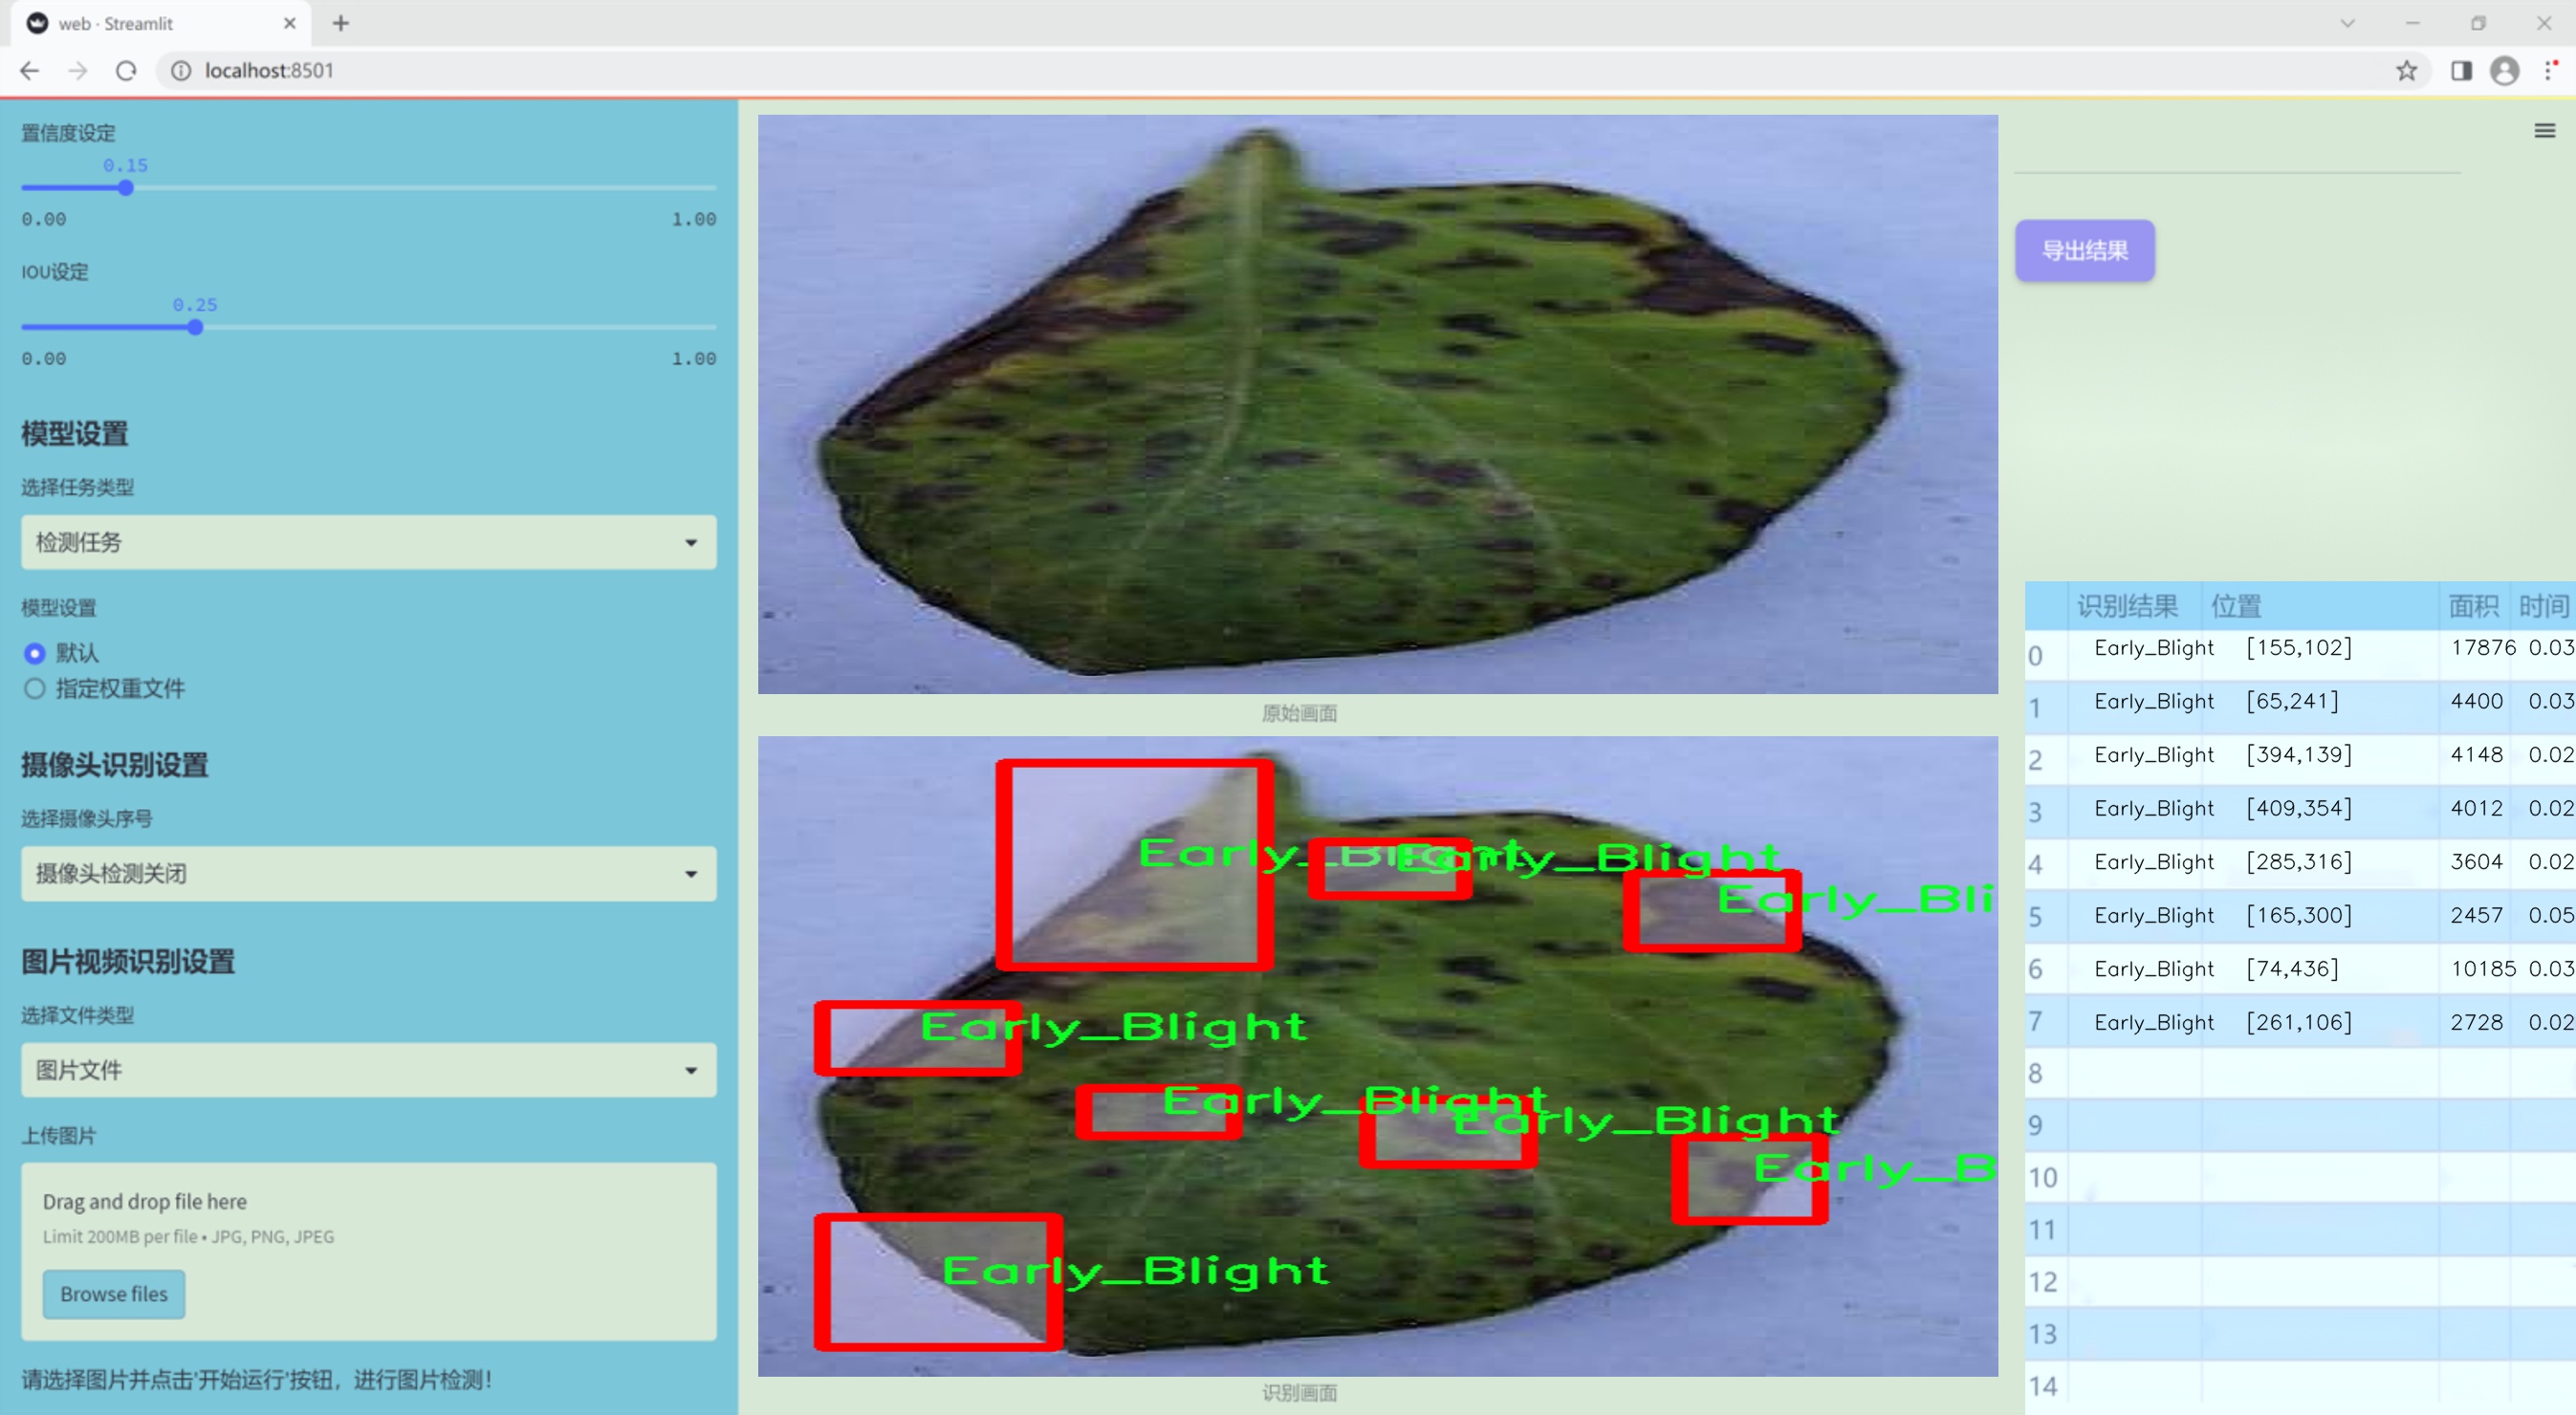 web · Streamlit
localhost:8501
置信度设定
0.15
0.00 1.00
IOU设定
0.25
0.00 1.00
模型设置
选择任务类型
检测任务
模型设置
默认
指定权重文件
摄像头识别设置
选择摄像头序号
摄像头检测关闭
图片视频识别设置
选择文件类型
图片文件
上传图片
Drag and drop file here
Limit 200MB per file • JPG, PNG, JPEG
Browse files
请选择图片并点击'开始运行'按钮，进行图片检测！
原始画面
Early_Blight
Early_Blight
Early_Bli
Early_Blight
Early_Blight
Early_Blight
Early_B
Early_Blight
识别画面
导出结果
识别结果 位置 面积 时间
0 Early_Blight [155,102] 17876 0.03
1 Early_Blight [65,241] 4400 0.03
2 Early_Blight [394,139] 4148 0.02
3 Early_Blight [409,354] 4012 0.02
4 Early_Blight [285,316] 3604 0.02
5 Early_Blight [165,300] 2457 0.05
6 Early_Blight [74,436] 10185 0.03
7 Early_Blight [261,106] 2728 0.02
8
9
10
11
12
13
14